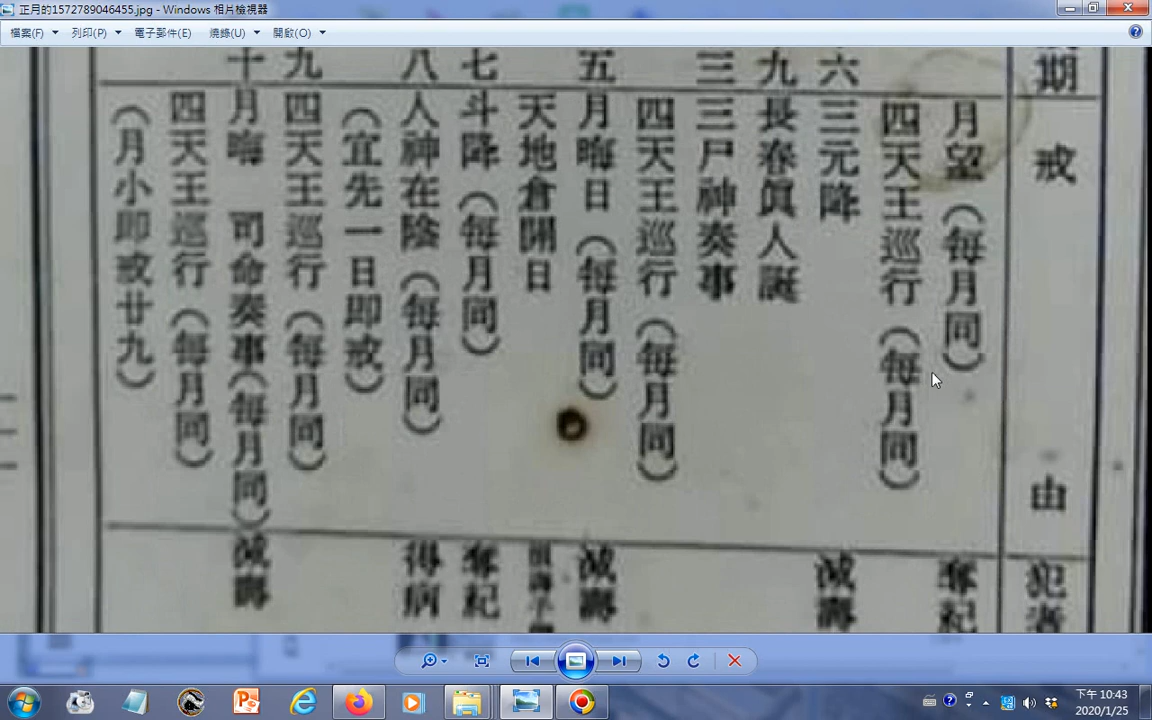 正月的1572789046455.jpg - Windows 相片檢視器
檔案(F) 列印(P) 電子郵件(E) 燒錄(U) 開啟(O)
期 戒 由 犯者
月望（每月同） 奪紀
四天王巡行（每月同）
六 三元降 減壽
九 長春眞人誕
三 三尸神奏事
四天王巡行（每月同）
五 月晦日（每月同） 減壽
天地倉開日
七 斗降（每月同） 奪紀
八 人神在陰（每月同） 得病
（宜先一日即戒）
九 四天王巡行（每月同）
十 月晦 司命奏事（每月同） 減壽
四天王巡行（每月同）
（月小即戒廿九）
下午 10:43
2020/1/25